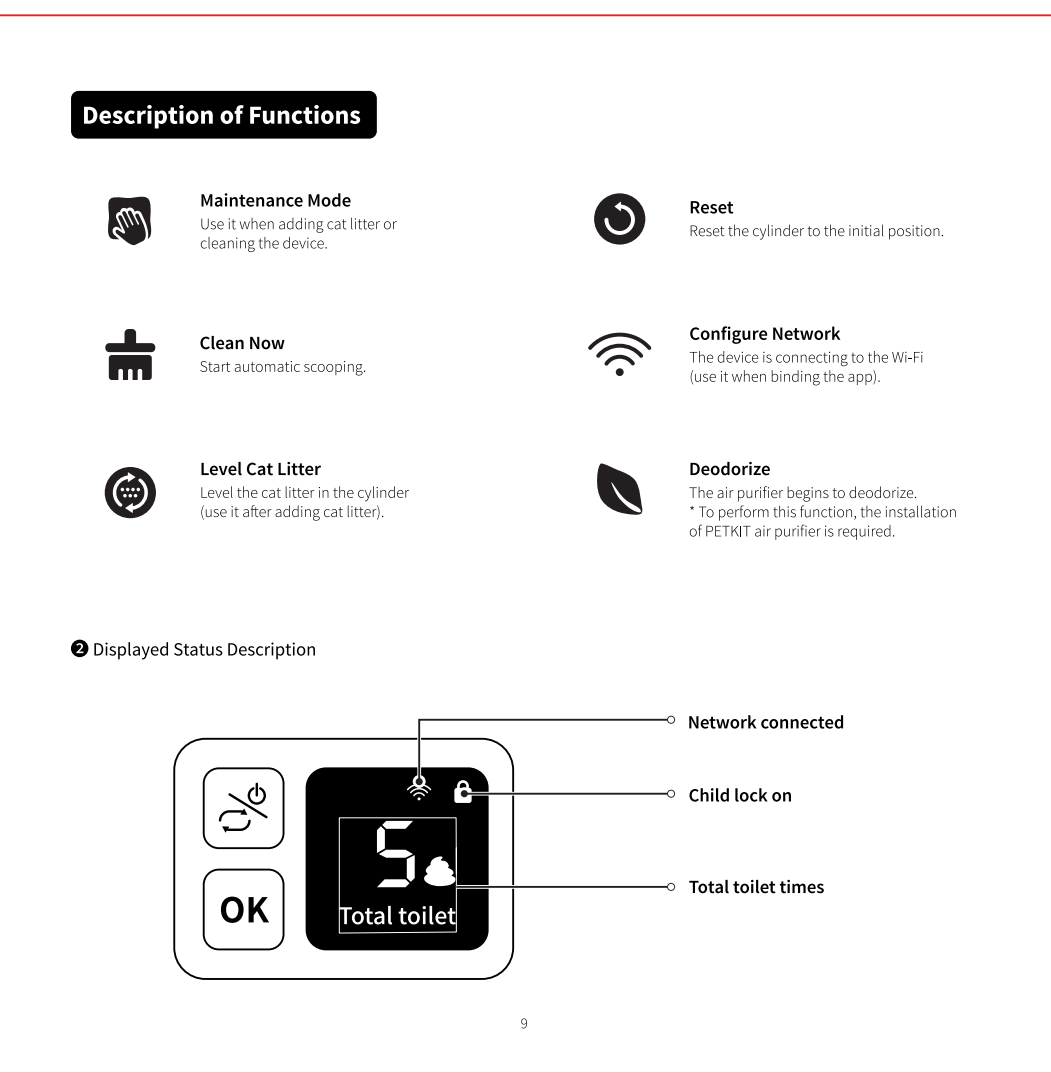 Description of Functions
Maintenance Mode
Use it when adding cat litter or
cleaning the device.
Reset
Reset the cylinder to the initial position.
Clean Now
Start automatic scooping.
Configure Network
The device is connecting to the Wi-Fi
(use it when binding the app).
Level Cat Litter
Level the cat litter in the cylinder
(use it after adding cat litter).
Deodorize
The air purifier begins to deodorize.
* To perform this function, the installation
of PETKIT air purifier is required.
❷ Displayed Status Description
Network connected
Child lock on
5
Total toilet times
OK
Total toilet
9